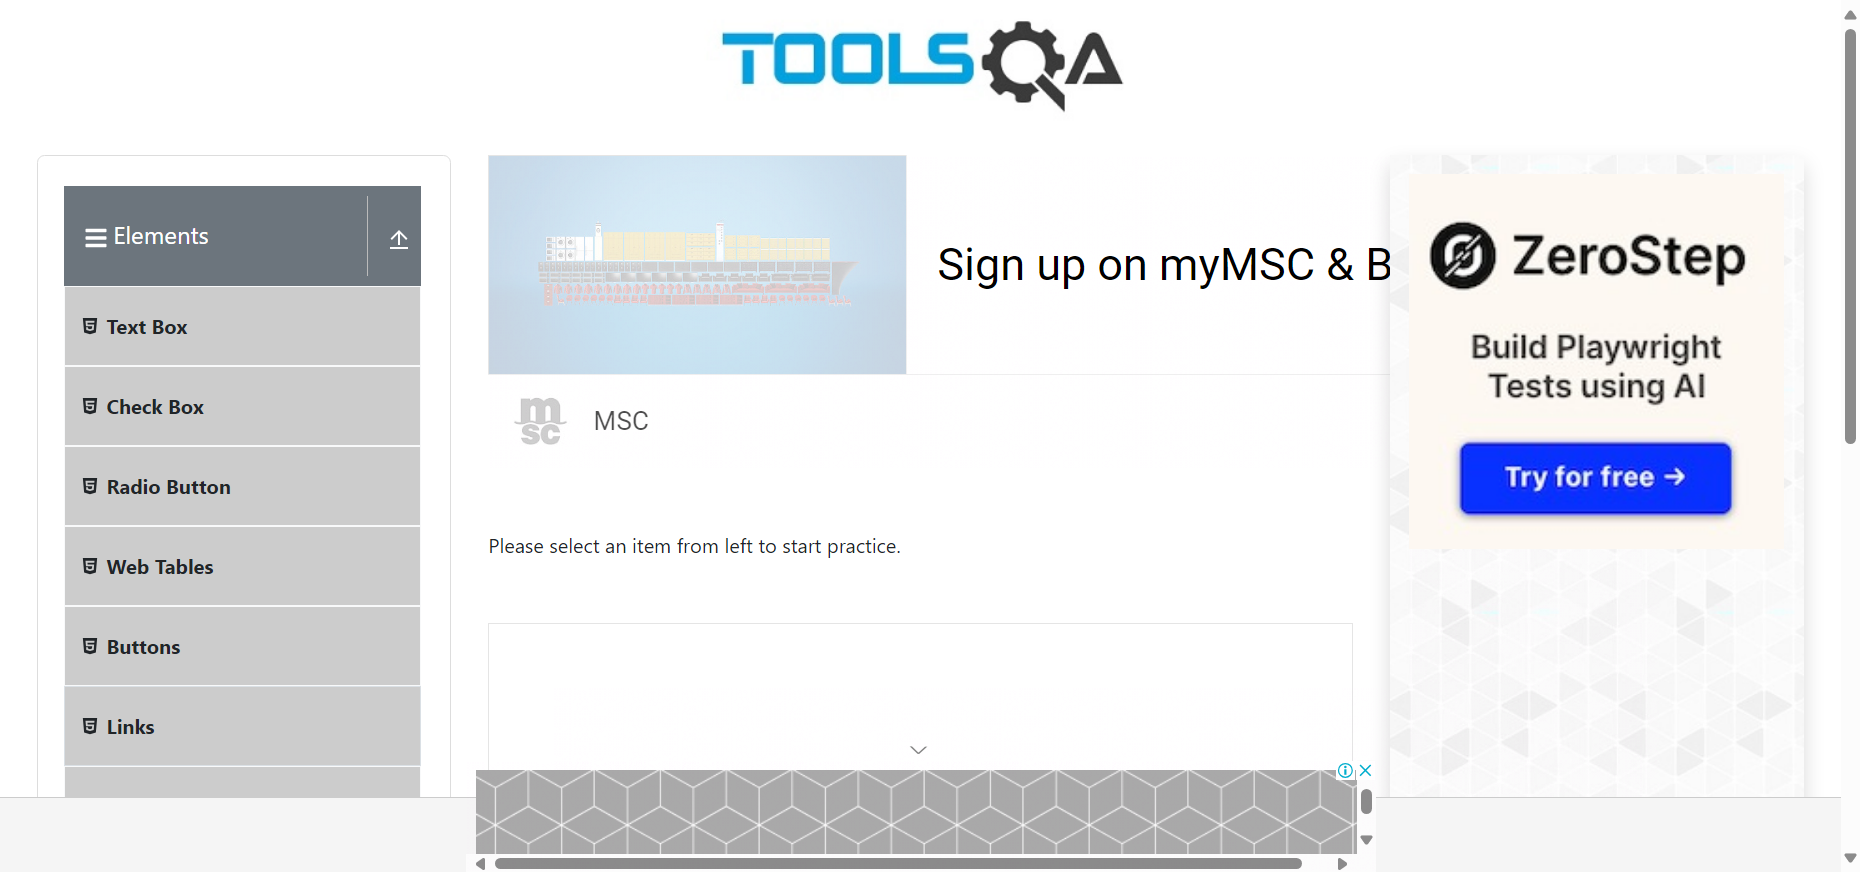 TOOLSQA
Elements
Text Box
Check Box
Radio Button
Web Tables
Buttons
Links
Sign up on myMSC & B
msc
MSC
Please select an item from left to start practice.
ZeroStep
Build Playwright
Tests using AI
Try for free →